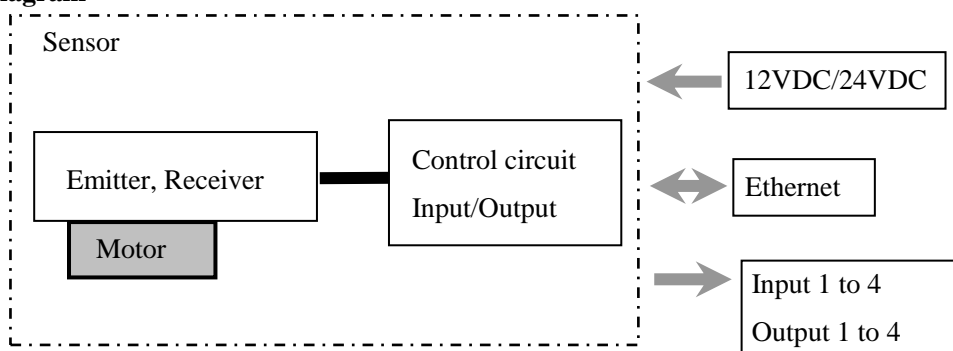 Sensor
12VDC/24VDC
Emitter, Receiver
Control circuit
Input/Output
Ethernet
Motor
Input 1 to 4
Output 1 to 4